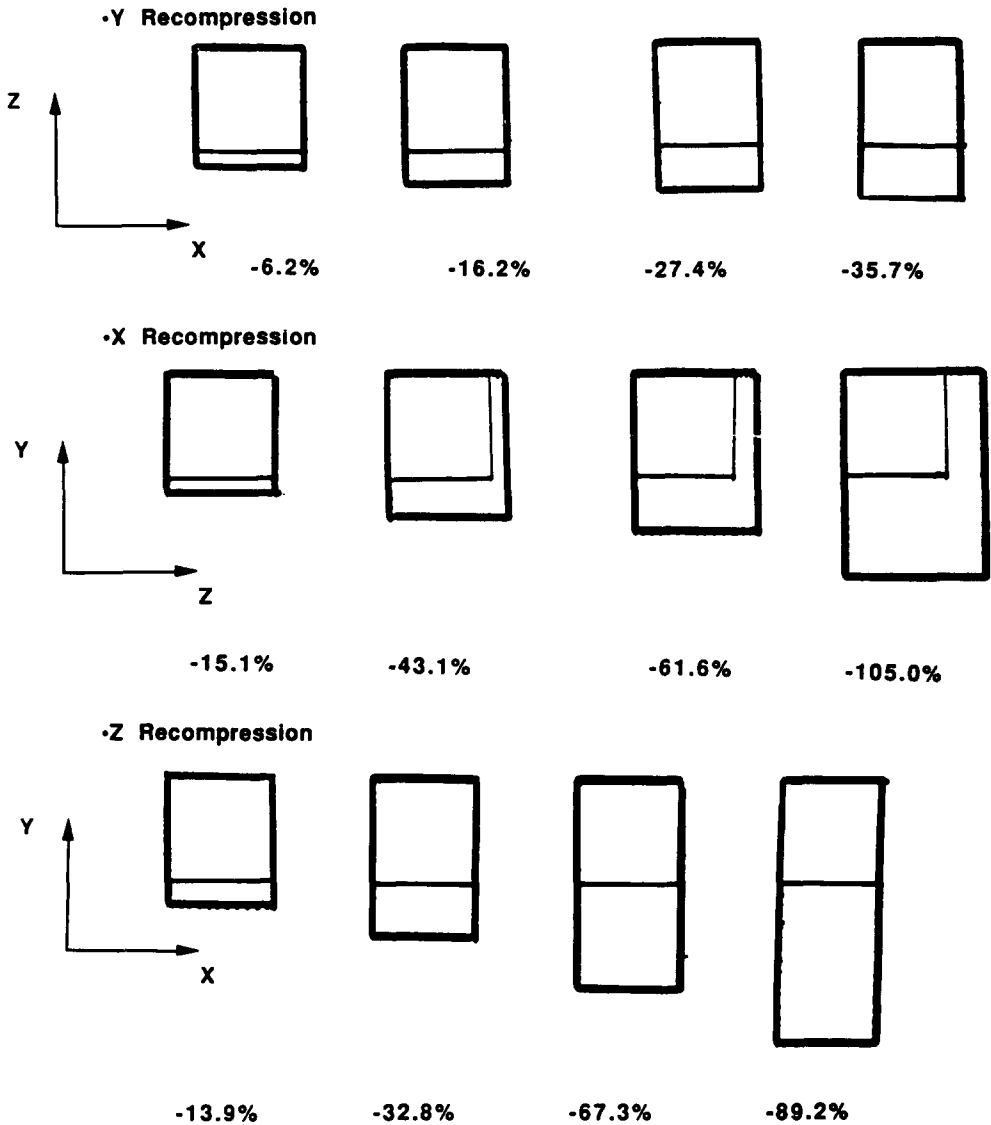 •Y Recompression
Z
X
-6.2% -16.2% -27.4% -35.7%
•X Recompression
Y
Z
-15.1% -43.1% -61.6% -105.0%
•Z Recompression
Y
X
-13.9% -32.8% -67.3% -89.2%